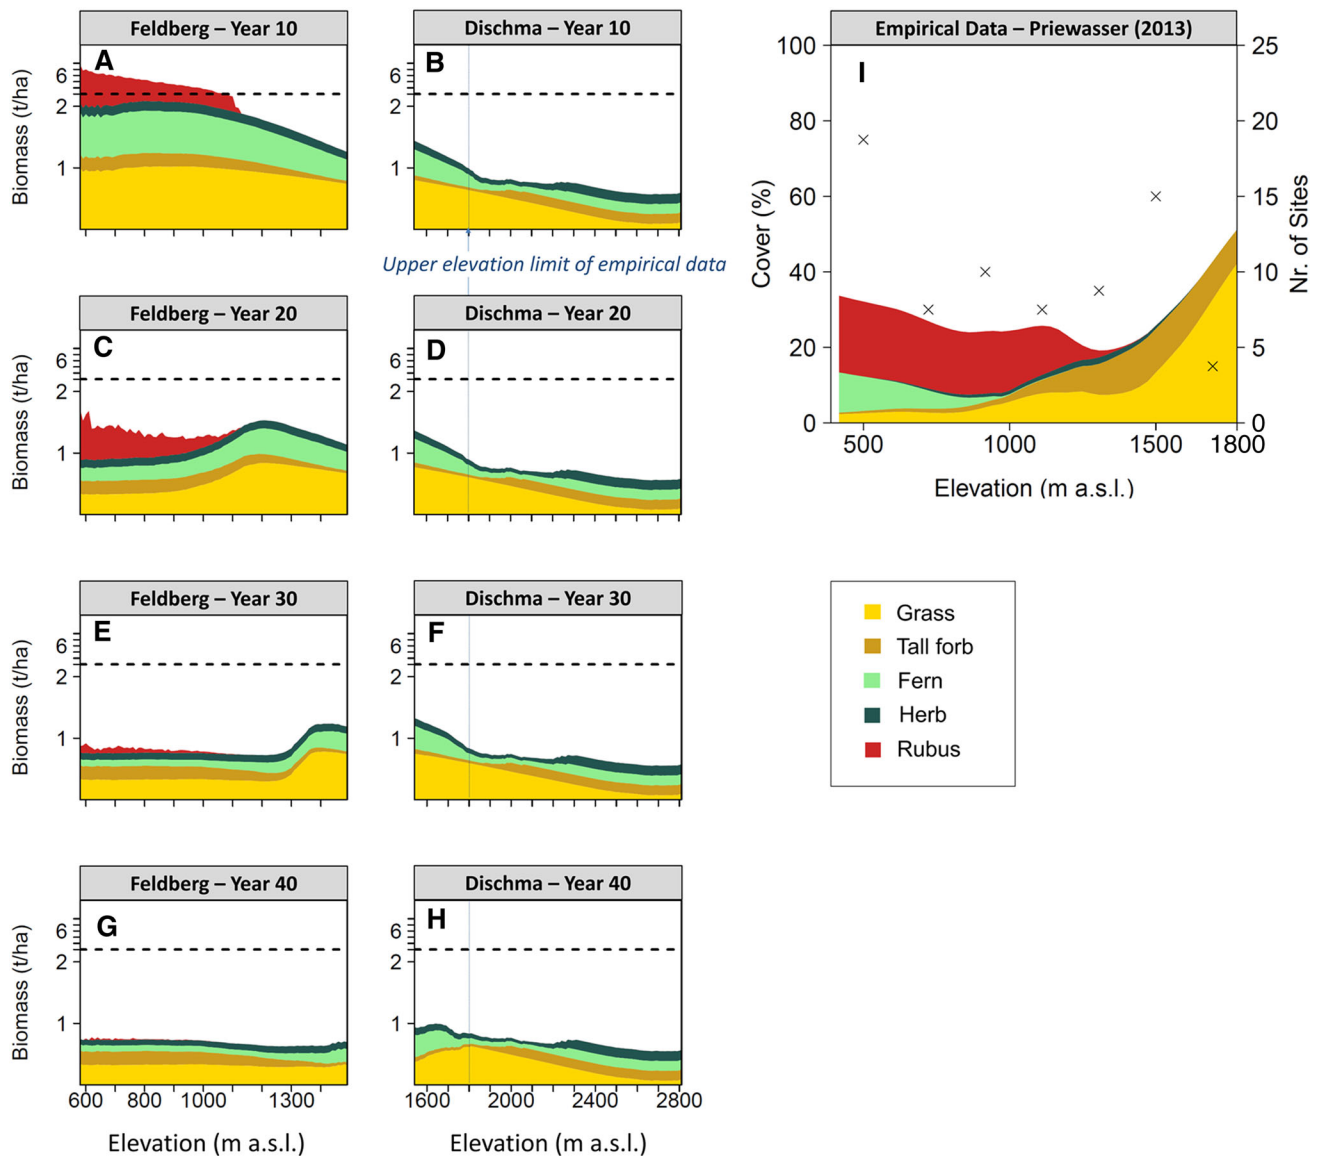 Feldberg – Year 10
Dischma – Year 10
Empirical Data – Priewasser (2013)
A
B
I
Biomass (t/ha)
6
2
1
6
2
1
Cover (%)
100
80
60
40
20
0
25
20
15
10
5
0
Nr. of Sites
500
1000
1500
1800
Elevation (m a.s.l.)
Upper elevation limit of empirical data
Feldberg – Year 20
Dischma – Year 20
C
D
Biomass (t/ha)
6
2
1
6
2
1
Feldberg – Year 30
Dischma – Year 30
E
F
Biomass (t/ha)
6
2
1
6
2
1
Grass
Tall forb
Fern
Herb
Rubus
Feldberg – Year 40
Dischma – Year 40
G
H
Biomass (t/ha)
6
2
1
6
2
1
600
800
1000
1300
1600
2000
2400
2800
Elevation (m a.s.l.)
Elevation (m a.s.l.)